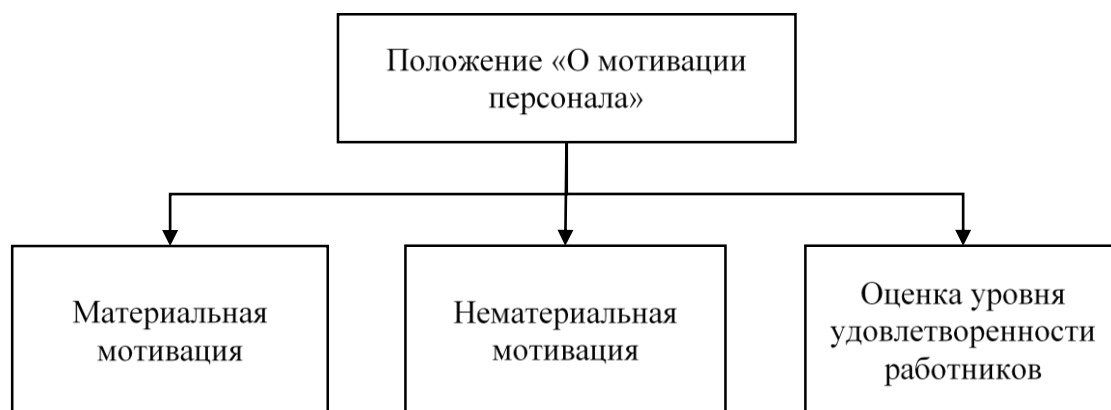 Положение «О мотивации
персонала»
Материальная
мотивация
Нематериальная
мотивация
Оценка уровня
удовлетворенности
работников